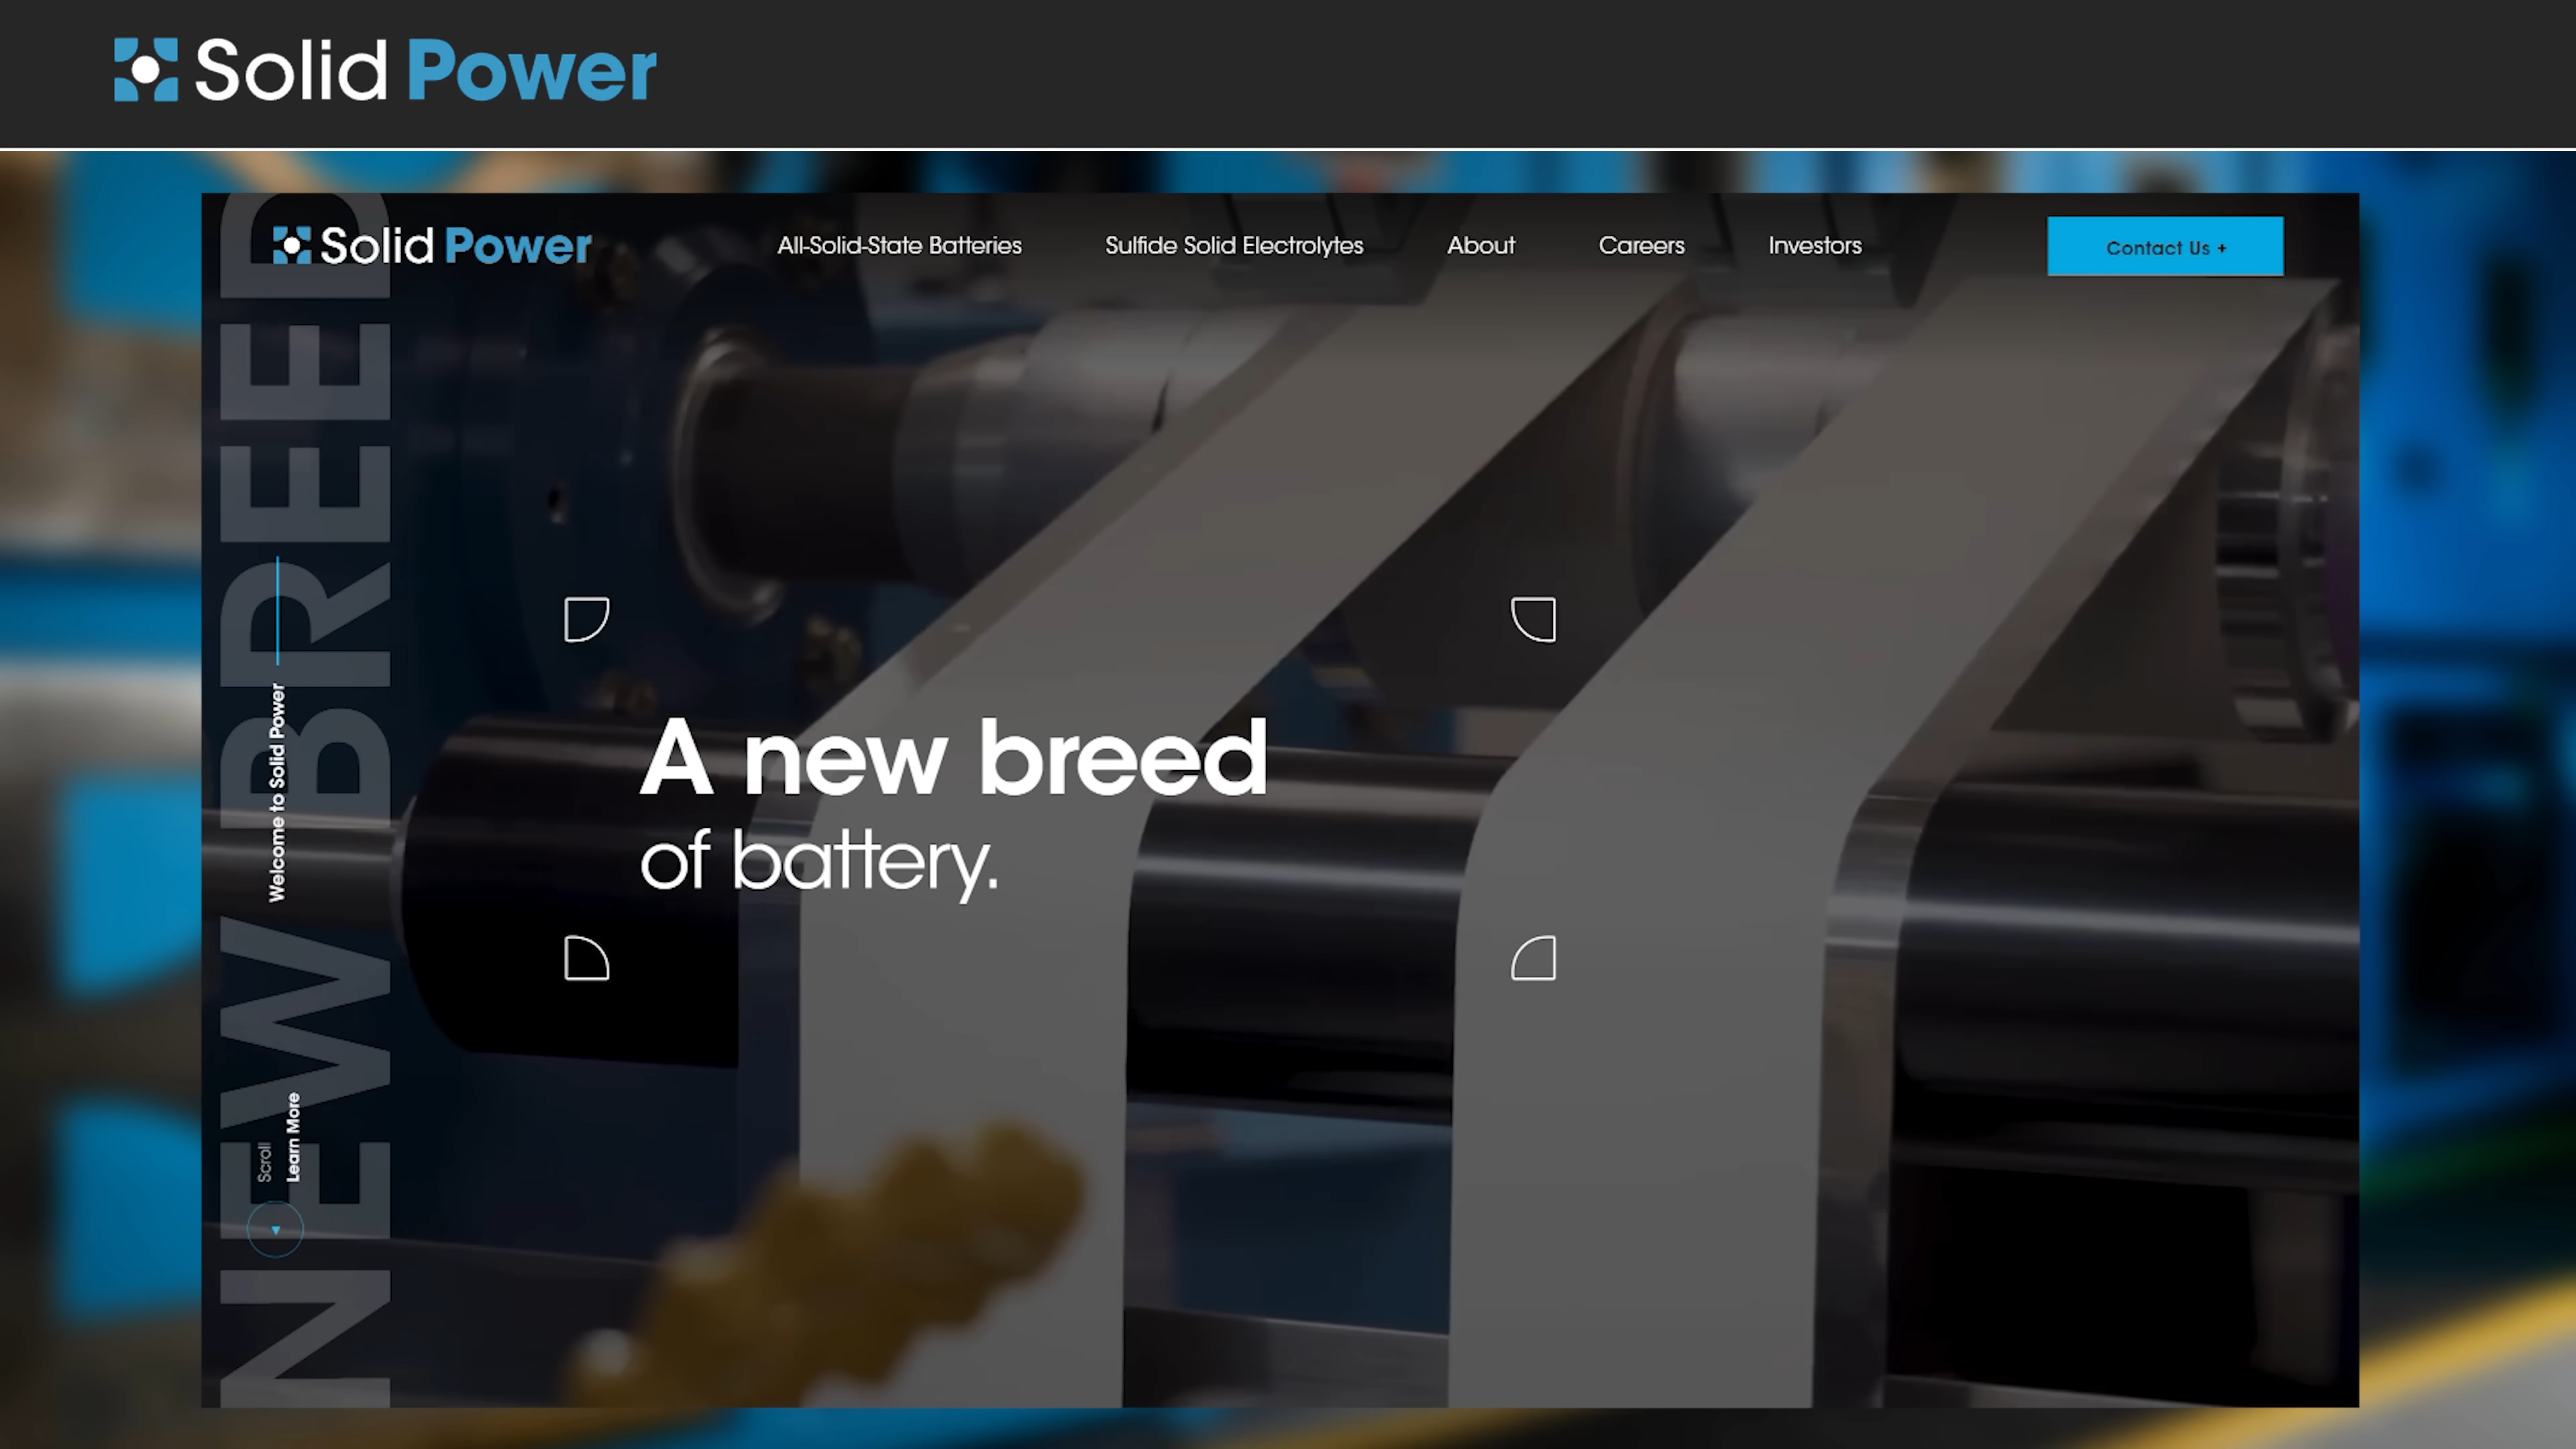 Solid Power
Solid Power
All-Solid-State Batteries
Sulfide Solid Electrolytes
About
Careers
Investors
Contact Us +
NEW BREED
Welcome to Solid Power
A new breed
of battery.
Scroll
Learn More